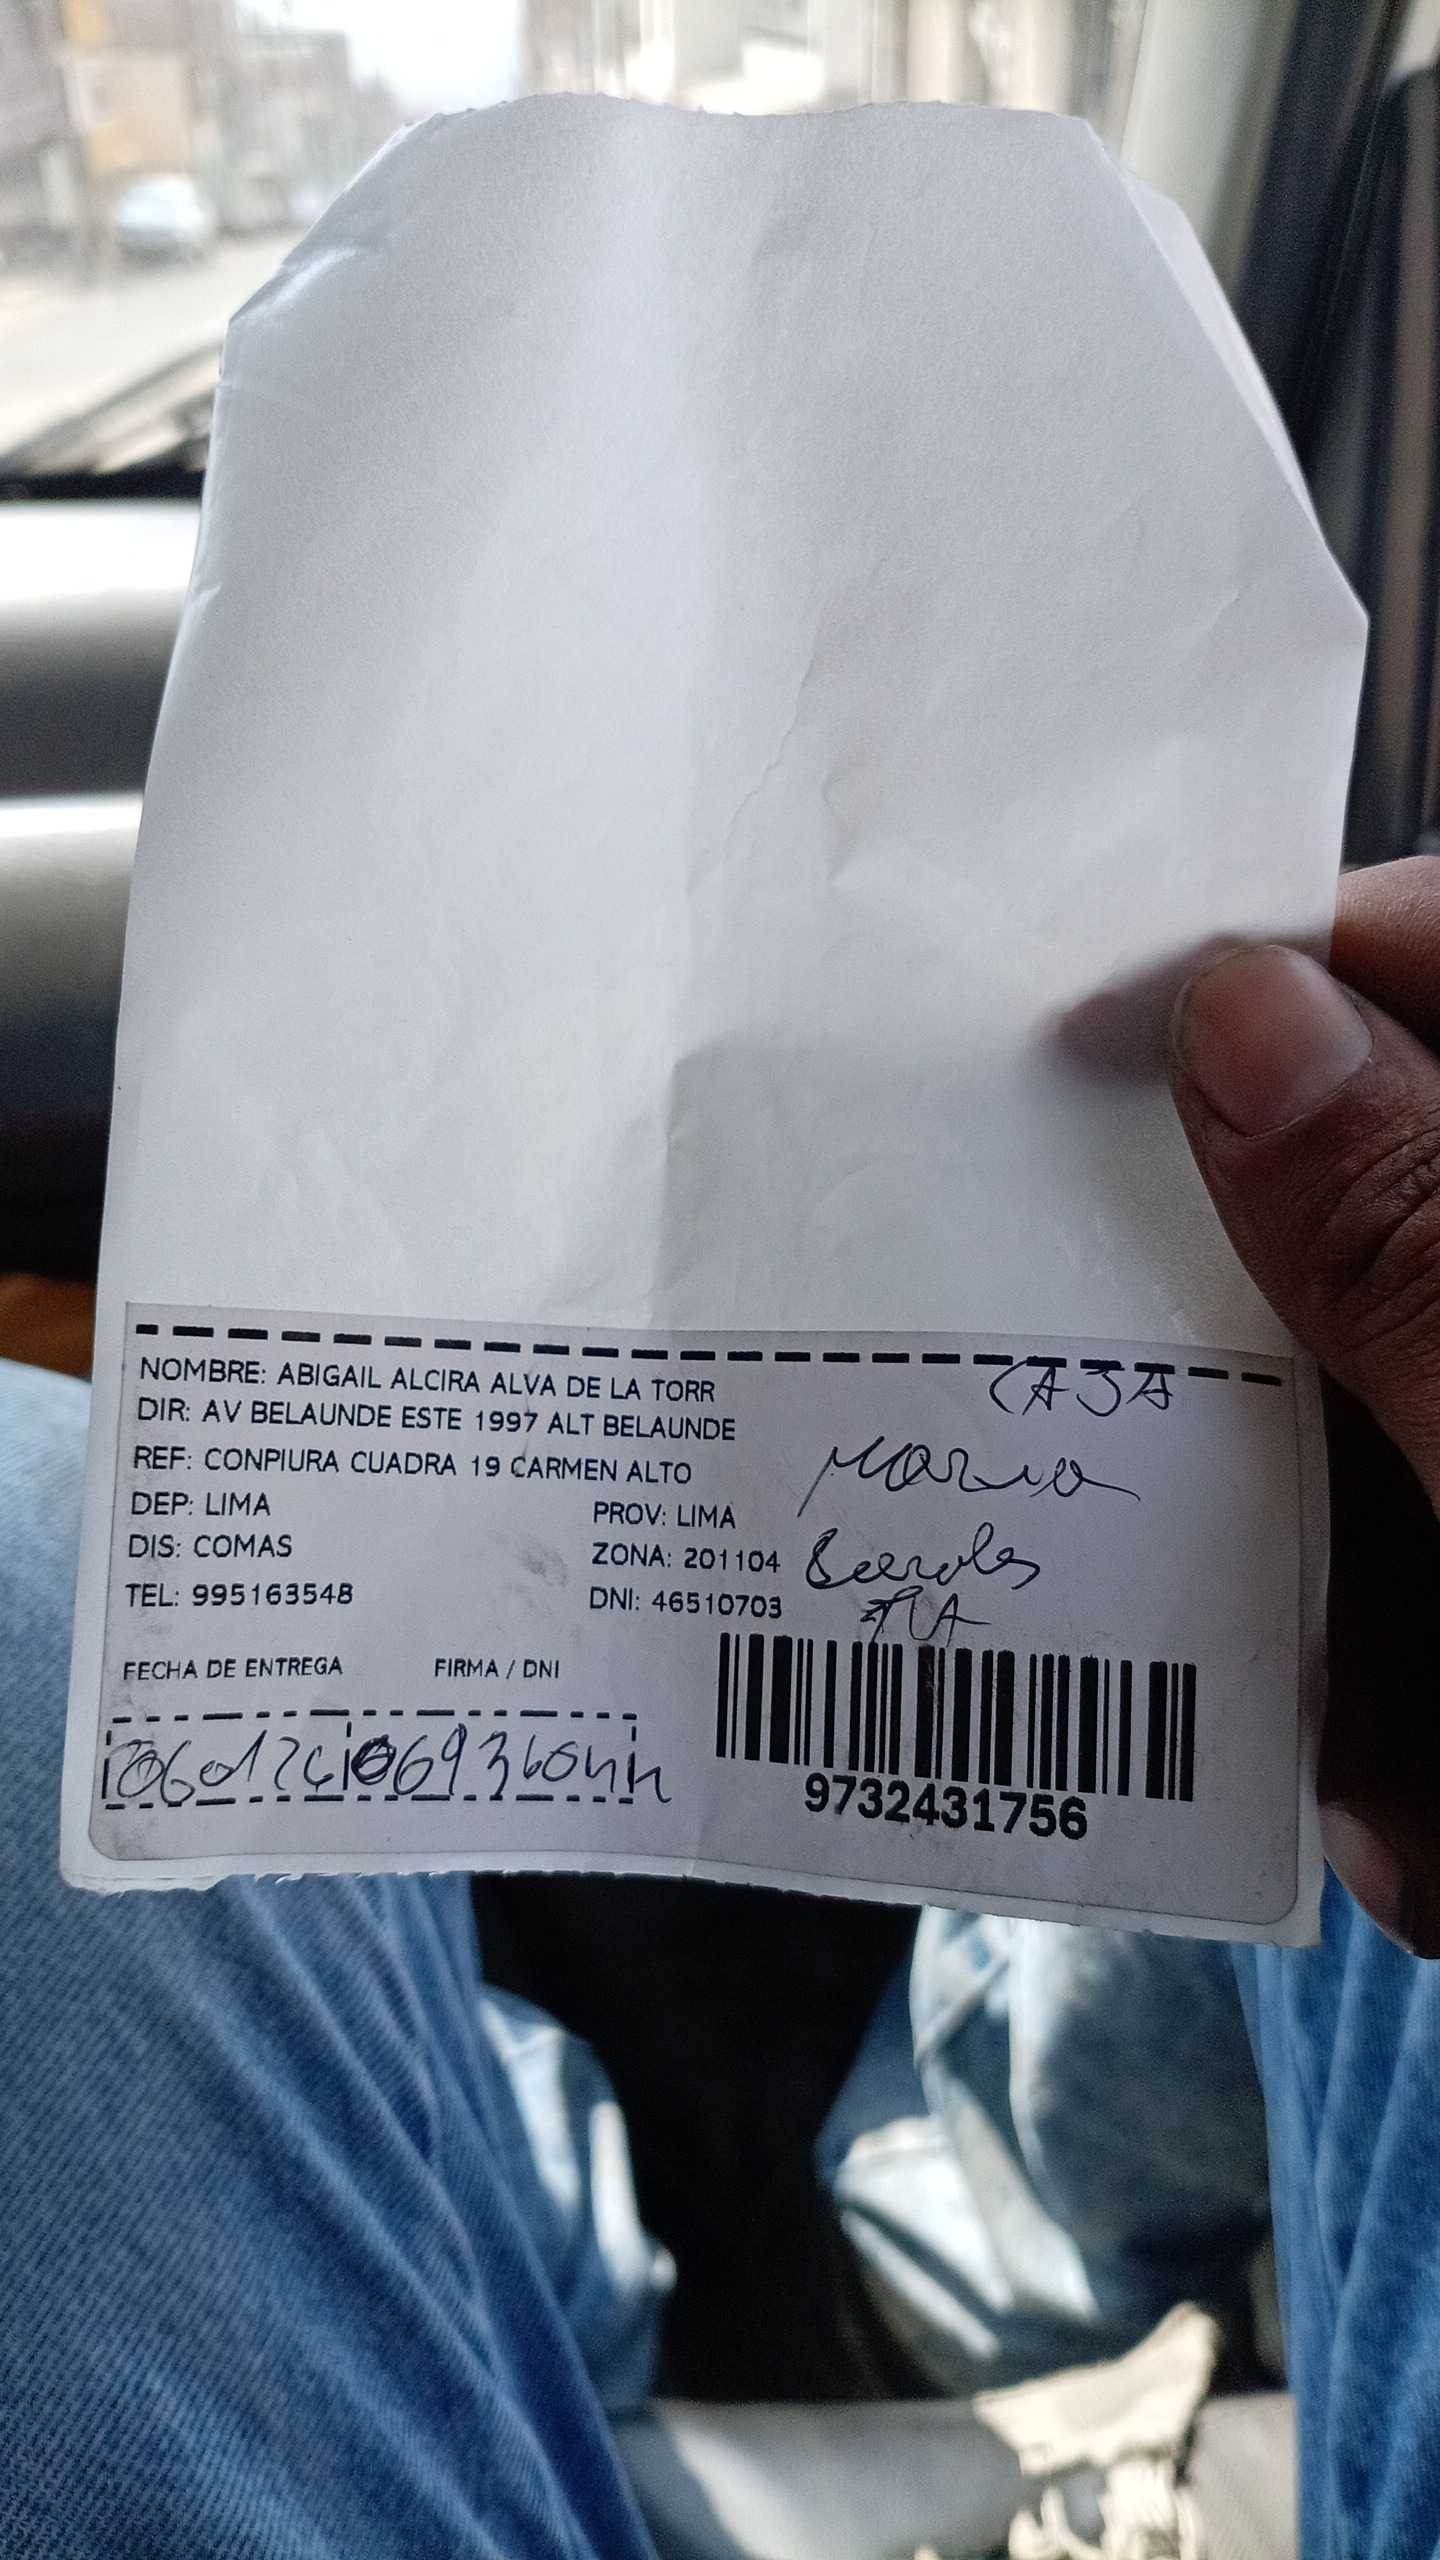 NOMBRE: ABIGAIL ALCIRA ALVA DE LA TORR
DIR: AV BELAUNDE ESTE 1997 ALT BELAUNDE
REF: CONPIURA CUADRA 19 CARMEN ALTO
DEP: LIMA PROV: LIMA
DIS: COMAS ZONA: 201104
TEL: 995163548 DNI: 46510703
FECHA DE ENTREGA FIRMA / DNI
CASA
Maria
9732431756